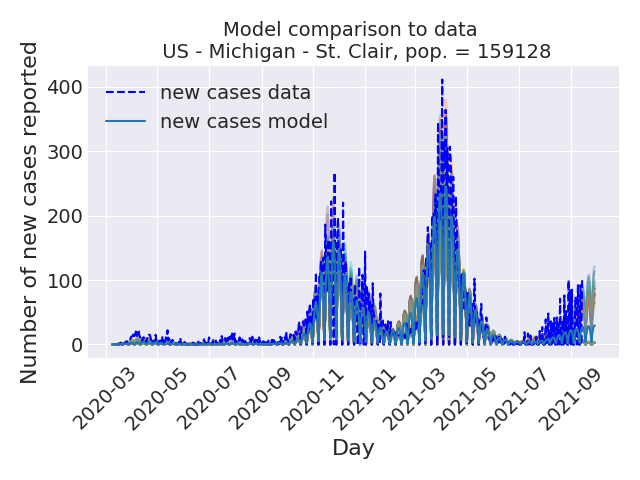 Model comparison to data
US - Michigan - St. Clair, pop. = 159128
Number of new cases reported
400
300
200
100
0
new cases data
new cases model
2020-03
2020-05
2020-07
2020-09
2020-11
2021-01
2021-03
2021-05
2021-07
2021-09
Day